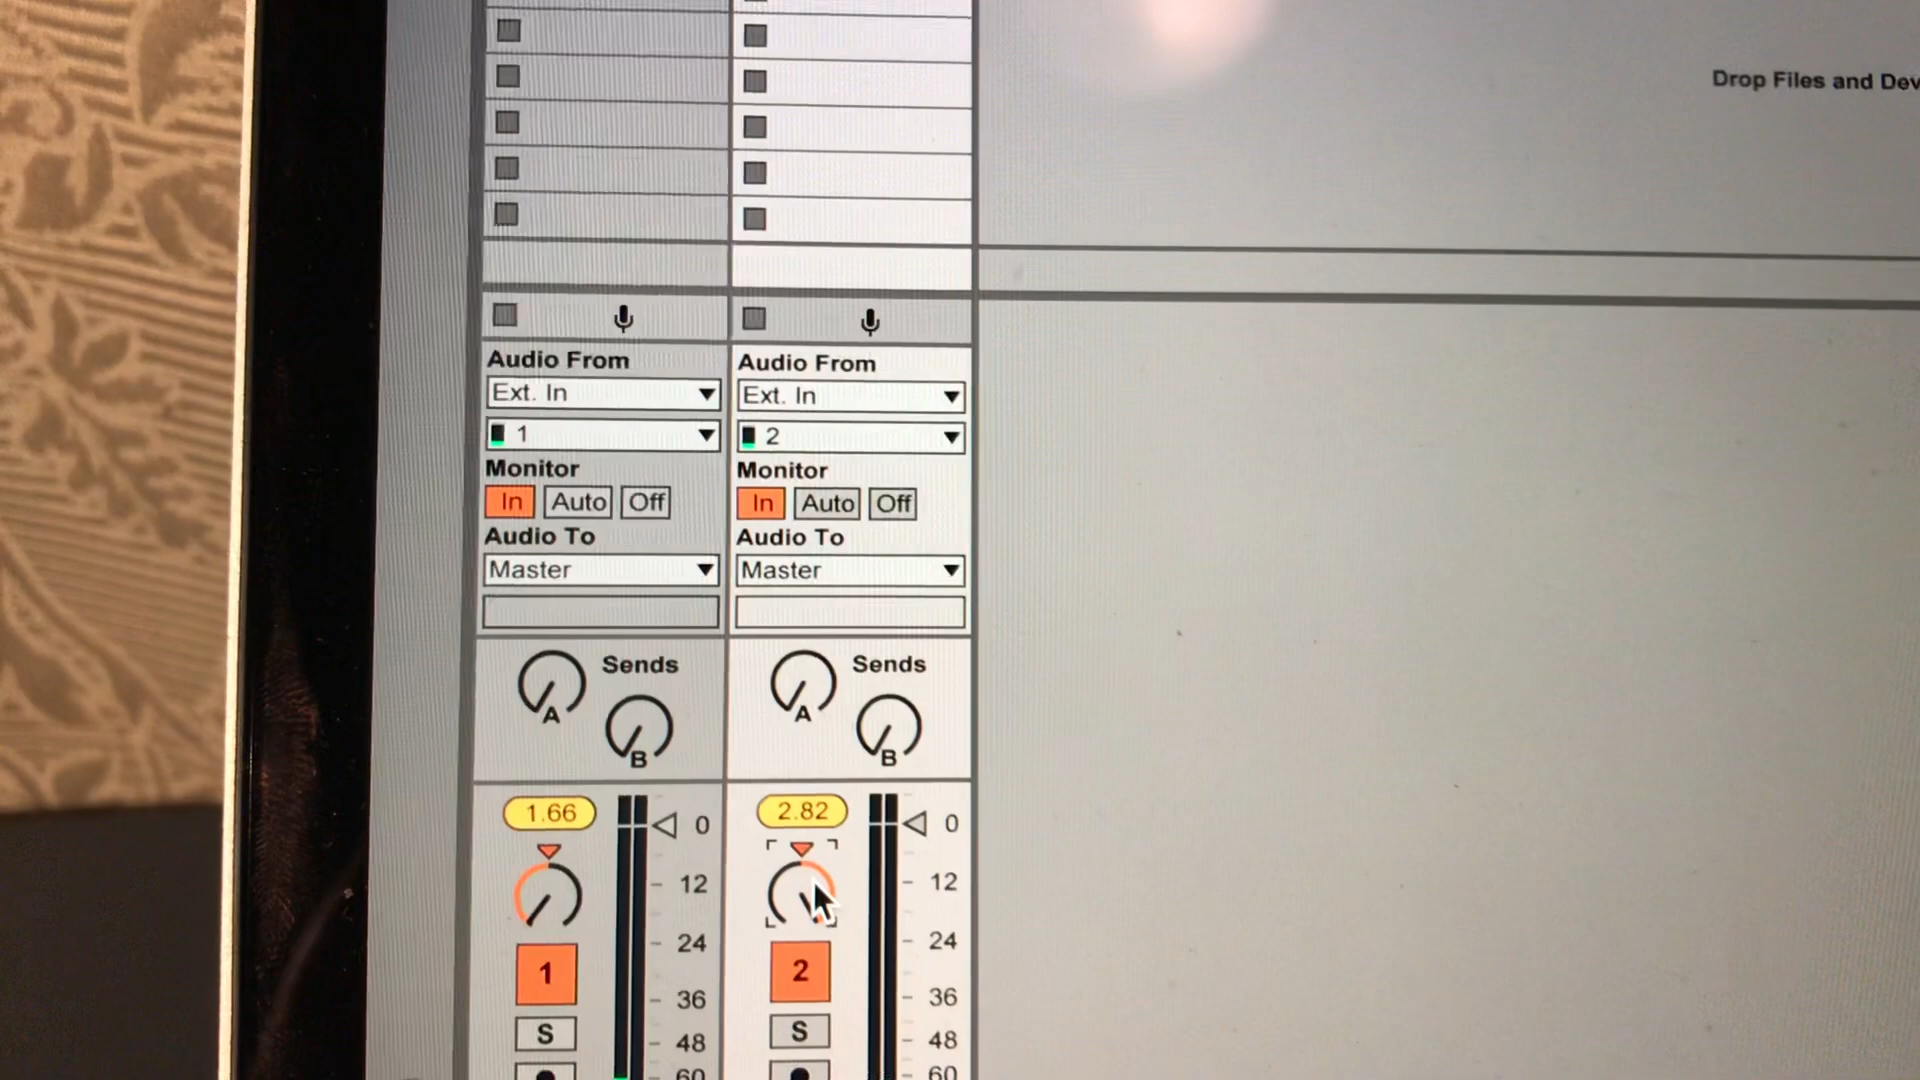 Drop Files and Dev
Audio From
Ext. In
1
Monitor
In Auto Off
Audio To
Master
Sends
A
B
1.66
0
12
24
36
48
60
1
S
Audio From
Ext. In
2
Monitor
In Auto Off
Audio To
Master
Sends
A
B
2.82
0
12
24
36
48
60
2
S